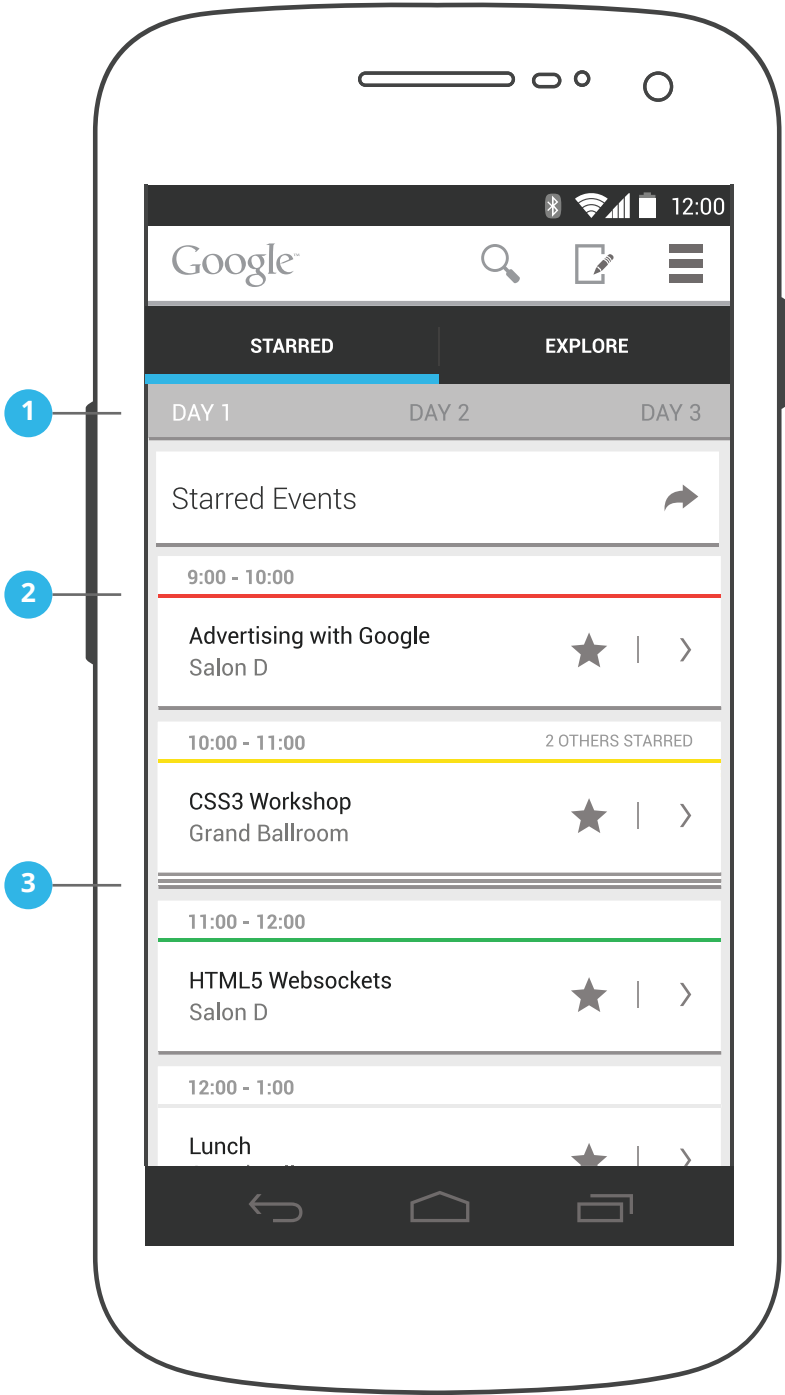 12:00
Google™
STARRED EXPLORE
1 DAY 1 DAY 2 DAY 3
Starred Events
9:00 - 10:00
2
Advertising with Google
Salon D
10:00 - 11:00 2 OTHERS STARRED
CSS3 Workshop
Grand Ballroom
3
11:00 - 12:00
HTML5 Websockets
Salon D
12:00 - 1:00
Lunch